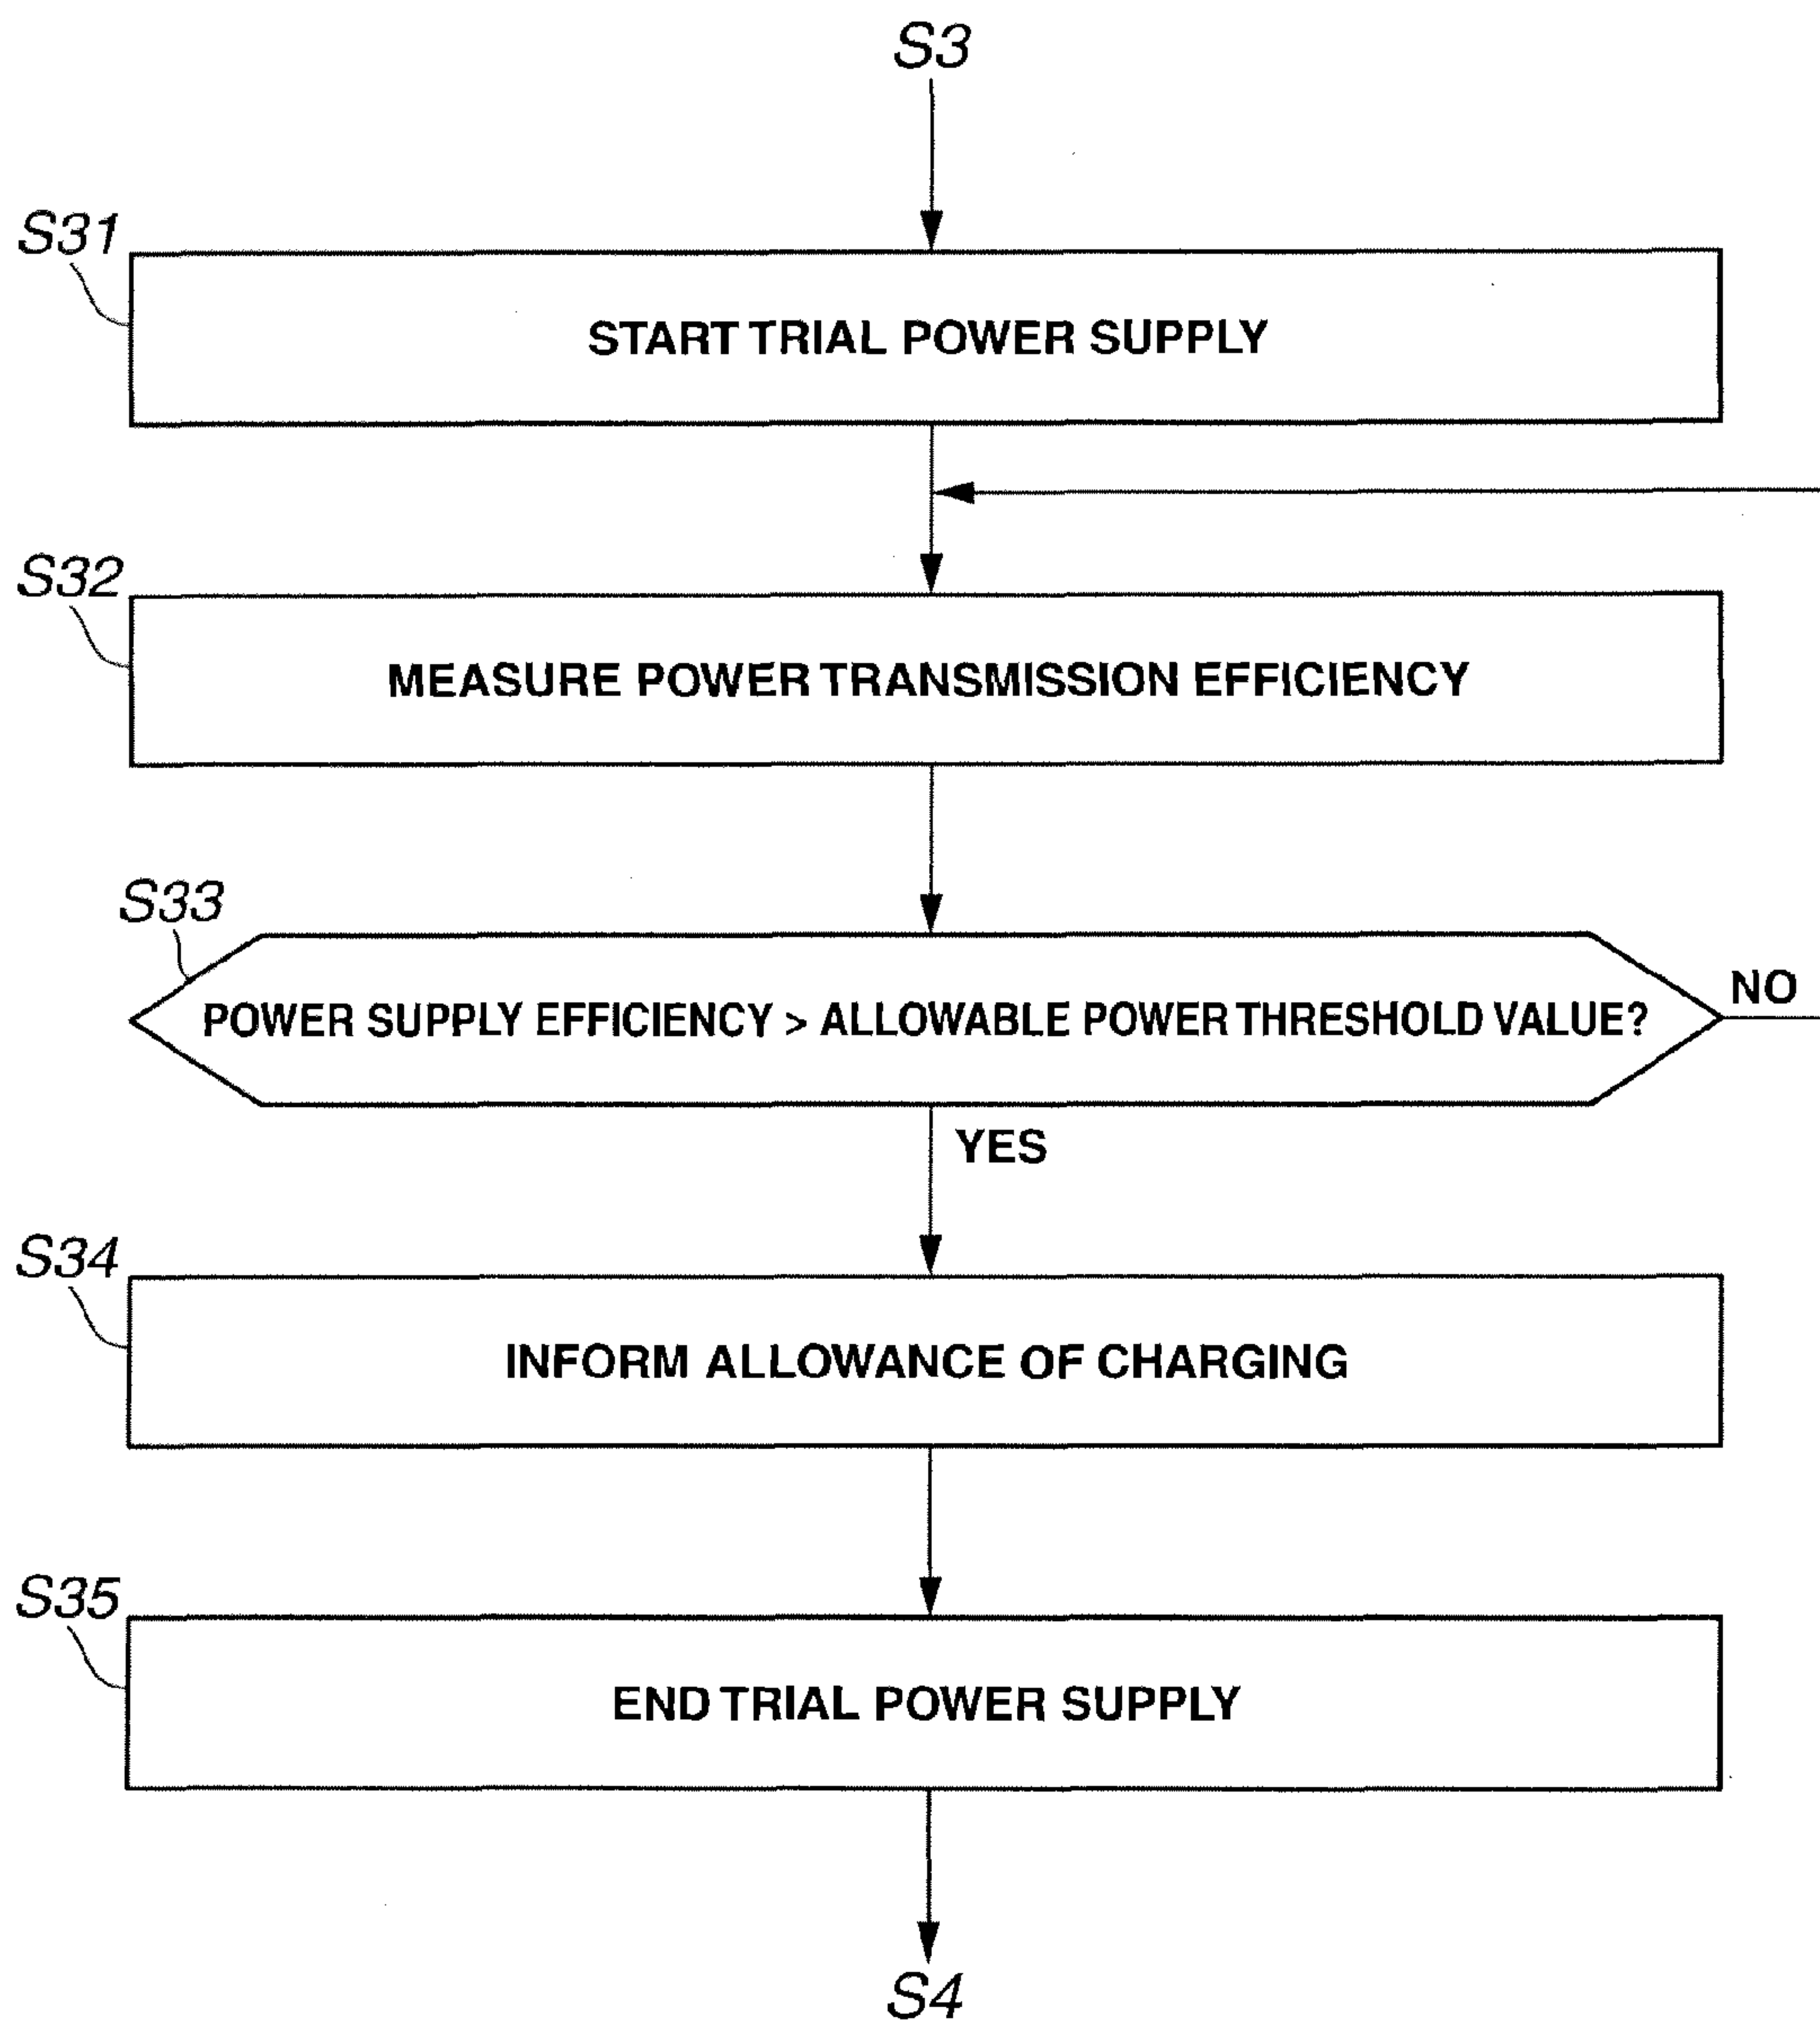 S3
S31
START TRIAL POWER SUPPLY
S32
MEASURE POWER TRANSMISSION EFFICIENCY
S33
POWER SUPPLY EFFICIENCY > ALLOWABLE POWER THRESHOLD VALUE?
NO
YES
S34
INFORM ALLOWANCE OF CHARGING
S35
END TRIAL POWER SUPPLY
S4